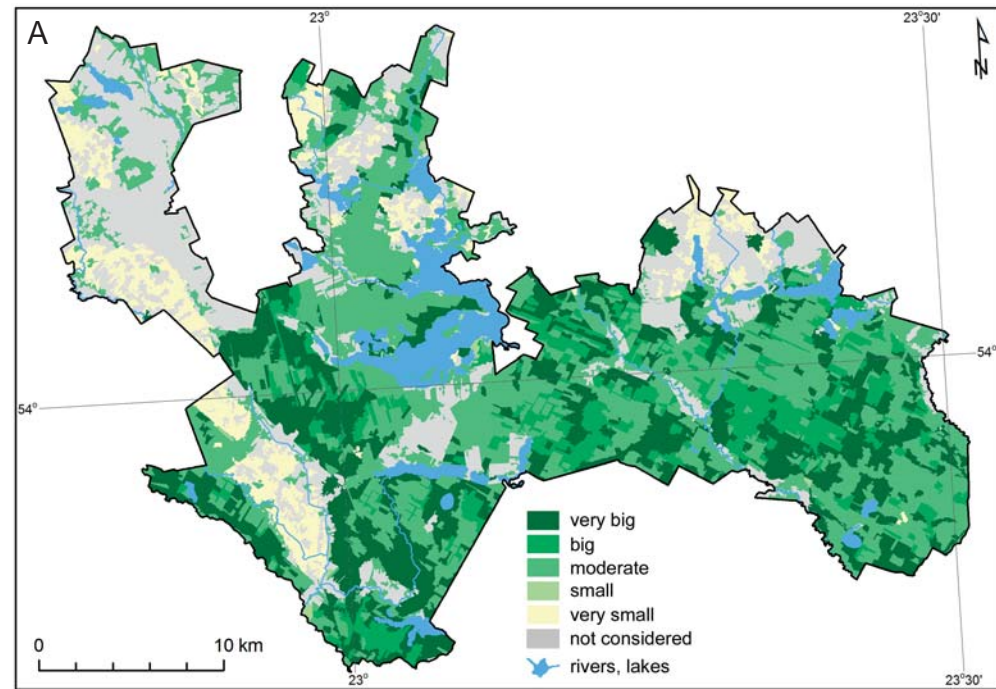 A
23°
23°30'
54°
54°
very big
big
moderate
small
very small
not considered
rivers, lakes
0 10 km
23°
23°30'